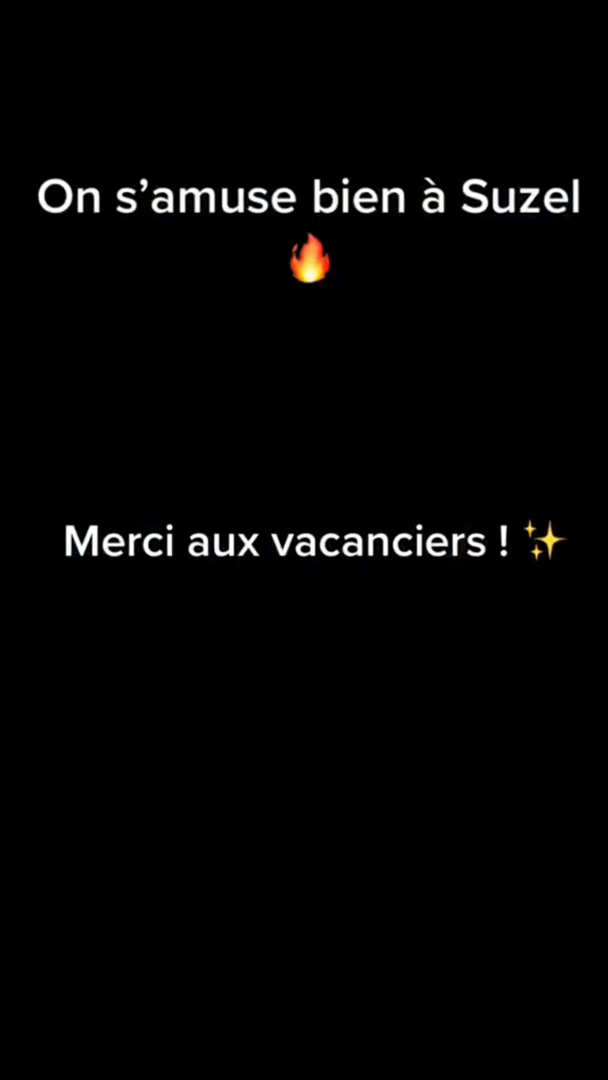 On s’amuse bien à Suzel
🔥
Merci aux vacanciers ! ✨